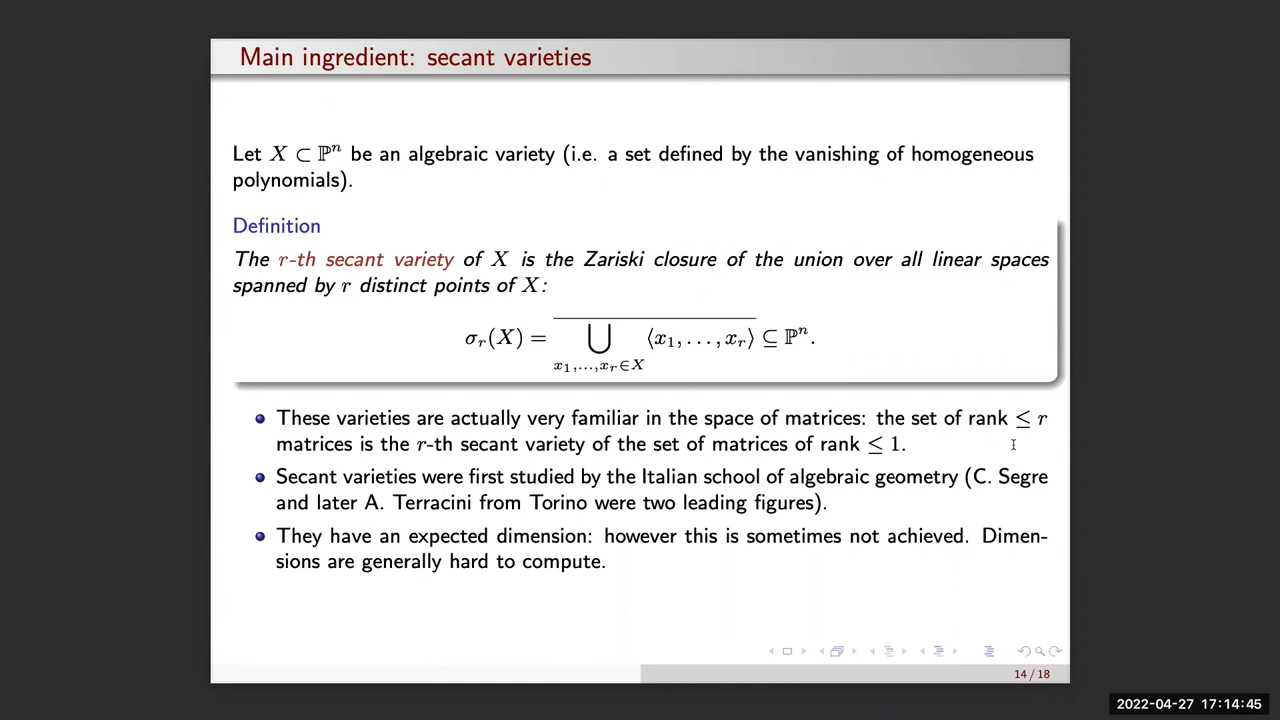 Main ingredient: secant varieties
Let X ⊂ ℙⁿ be an algebraic variety (i.e. a set defined by the vanishing of homogeneous
polynomials).
Definition
The r-th secant variety of X is the Zariski closure of the union over all linear spaces
spanned by r distinct points of X:
σᵣ(X) = \overline{⋃_{x₁,…,xᵣ∈X} ⟨x₁, . . . , xᵣ⟩} ⊆ ℙⁿ.
These varieties are actually very familiar in the space of matrices: the set of rank ≤ r
matrices is the r-th secant variety of the set of matrices of rank ≤ 1.
Secant varieties were first studied by the Italian school of algebraic geometry (C. Segre
and later A. Terracini from Torino were two leading figures).
They have an expected dimension: however this is sometimes not achieved. Dimen-
sions are generally hard to compute.
14 / 18
2022-04-27 17:14:45